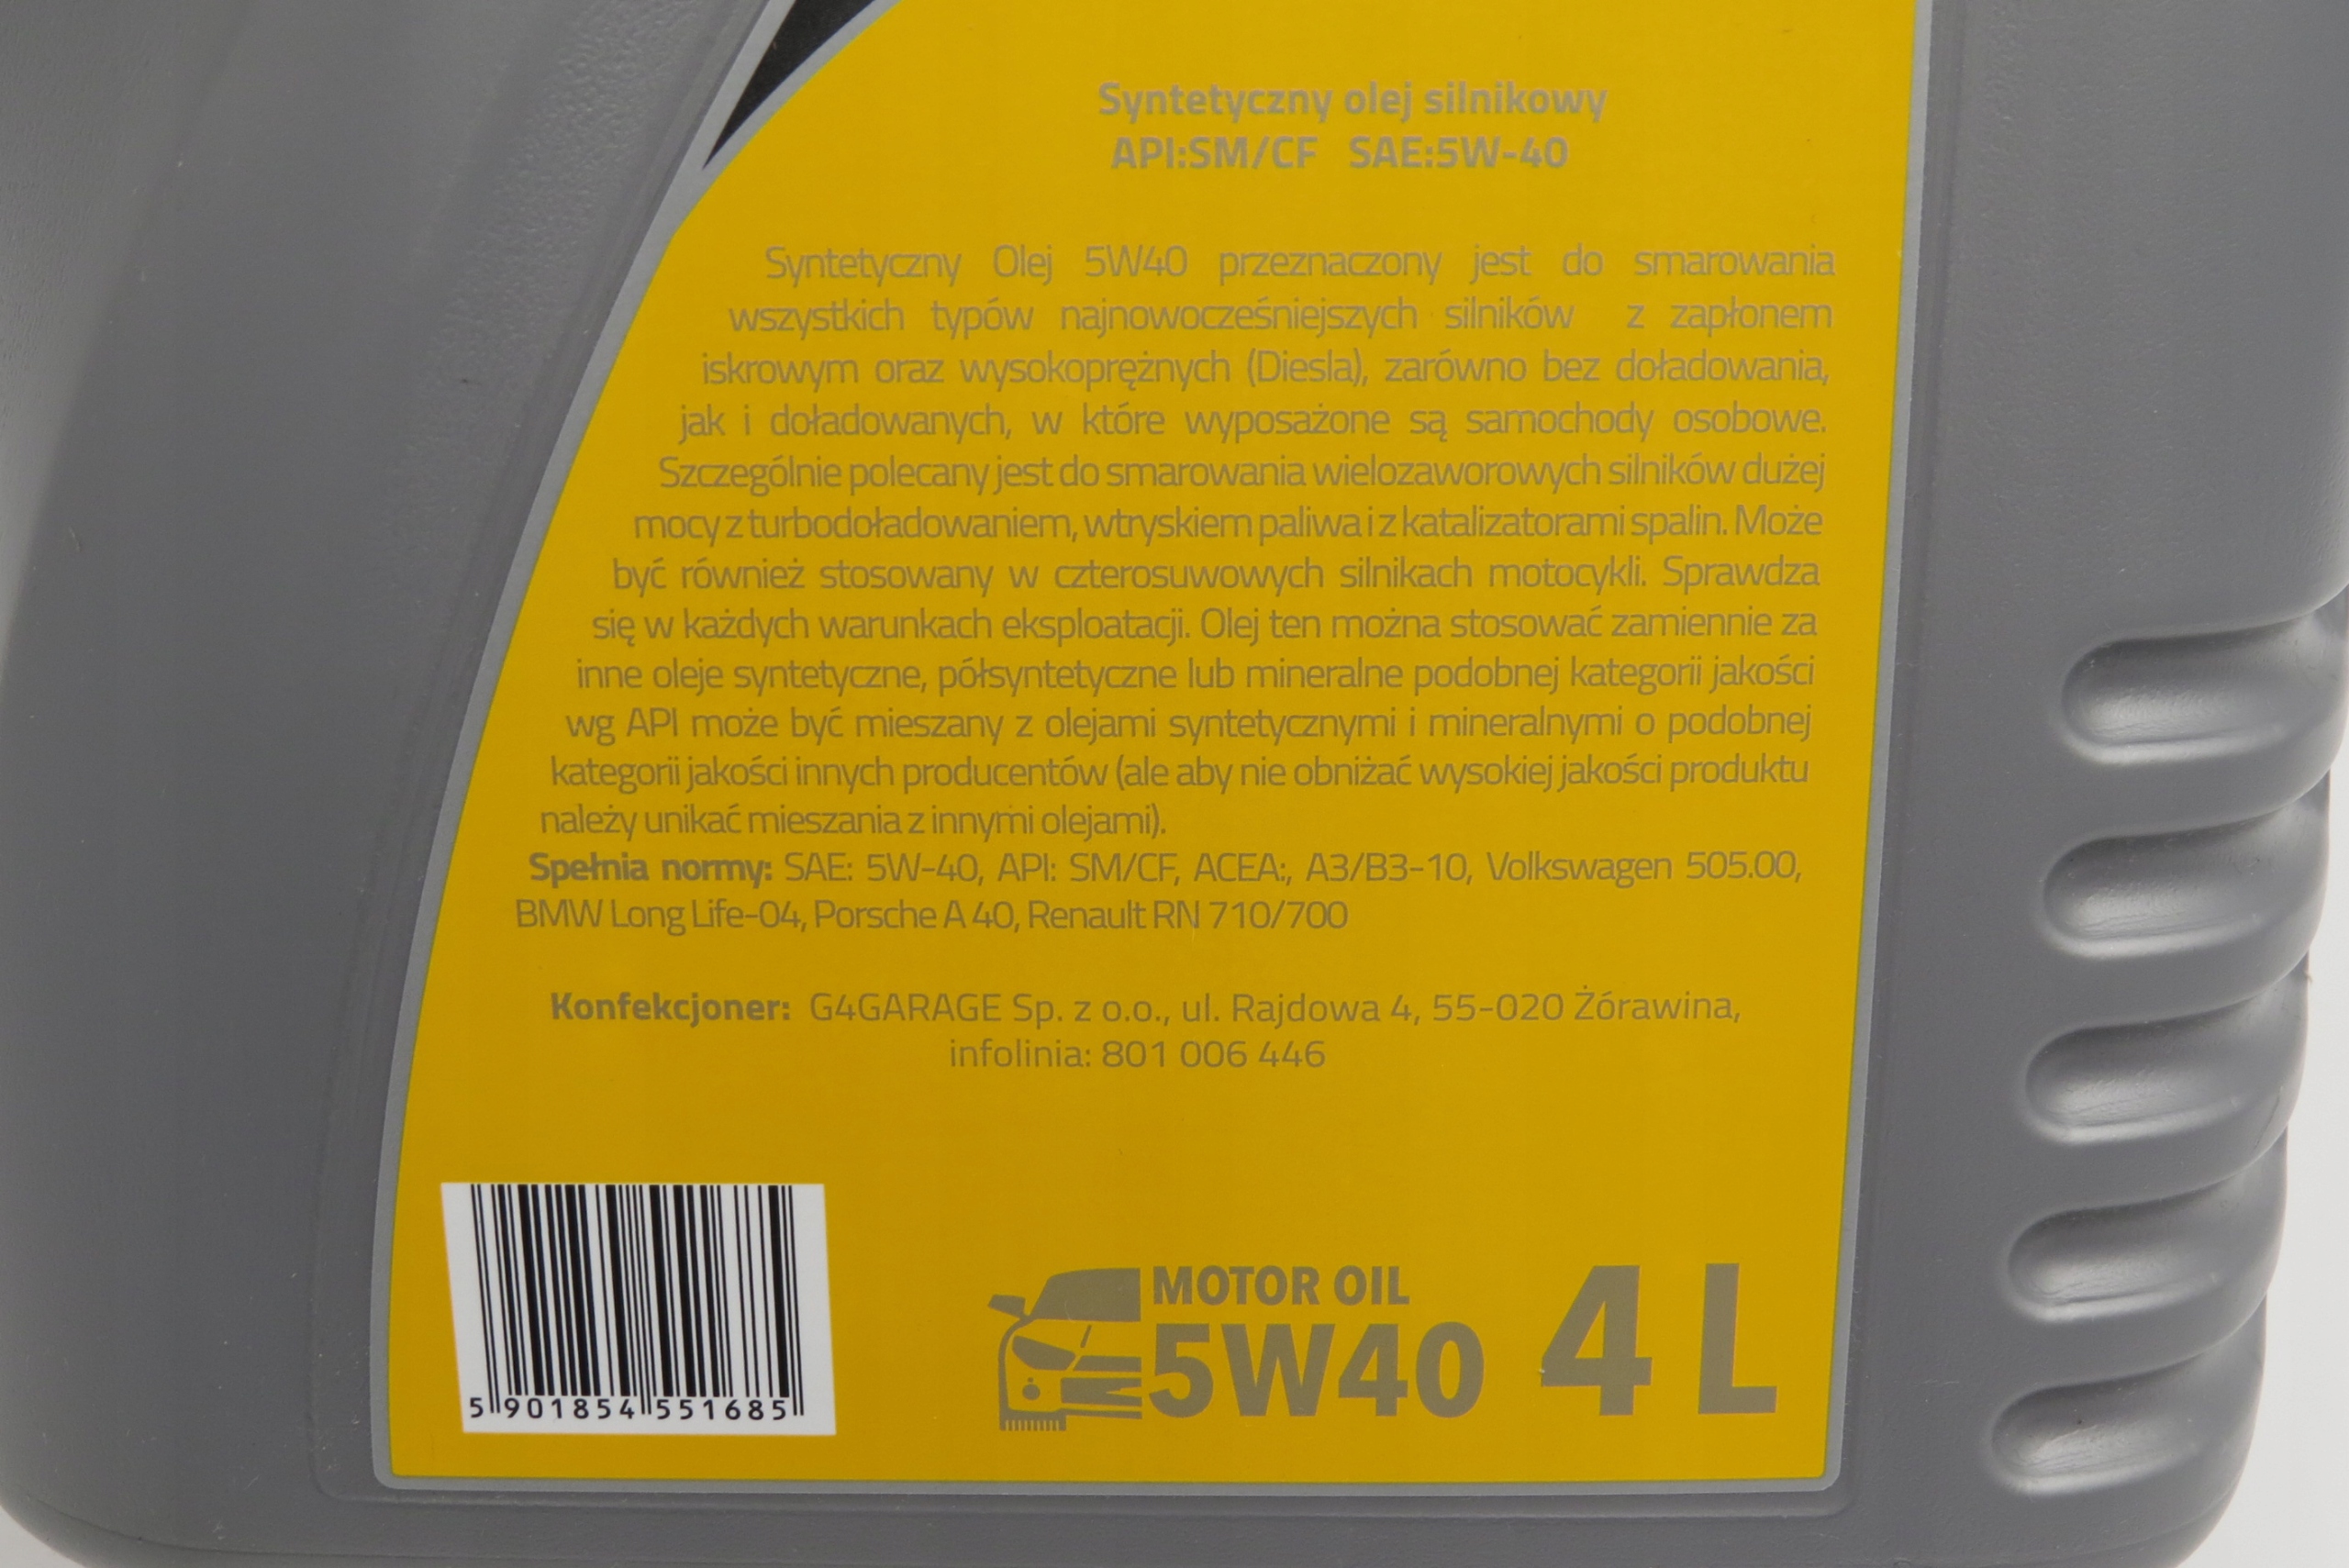 Syntetyczny olej silnikowy
API:SM/CF SAE:5W-40
Syntetyczny Olej 5W40 przeznaczony jest do smarowania
wszystkich typów najnowocześniejszych silników z zapłonem
iskrowym oraz wysokoprężnych (Diesla), zarówno bez doładowania,
jak i doładowanych, w które wyposażone są samochody osobowe.
Szczególnie polecany jest do smarowania wielozaworowych silników dużej
mocy z turbodoładowaniem, wtryskiem paliwa i z katalizatorami spalin. Może
być również stosowany w czterosuwowych silnikach motocykli. Sprawdza
się w każdych warunkach eksploatacji. Olej ten można stosować zamiennie za
inne oleje syntetyczne, półsyntetyczne lub mineralne podobnej kategorii jakości
wg API może być mieszany z olejami syntetycznymi i mineralnymi o podobnej
kategorii jakości innych producentów (ale aby nie obniżać wysokiej jakości produktu
należy unikać mieszania z innymi olejami).
Spełnia normy: SAE: 5W-40, API: SM/CF, ACEA:, A3/B3-10, Volkswagen 505.00,
BMW Long Life-04, Porsche A 40, Renault RN 710/700
Konfekcjoner: G4GARAGE Sp. z o.o., ul. Rajdowa 4, 55-020 Żórawina,
infolinia: 801 006 446
MOTOR OIL
5W40 4 L
5 901854 551685